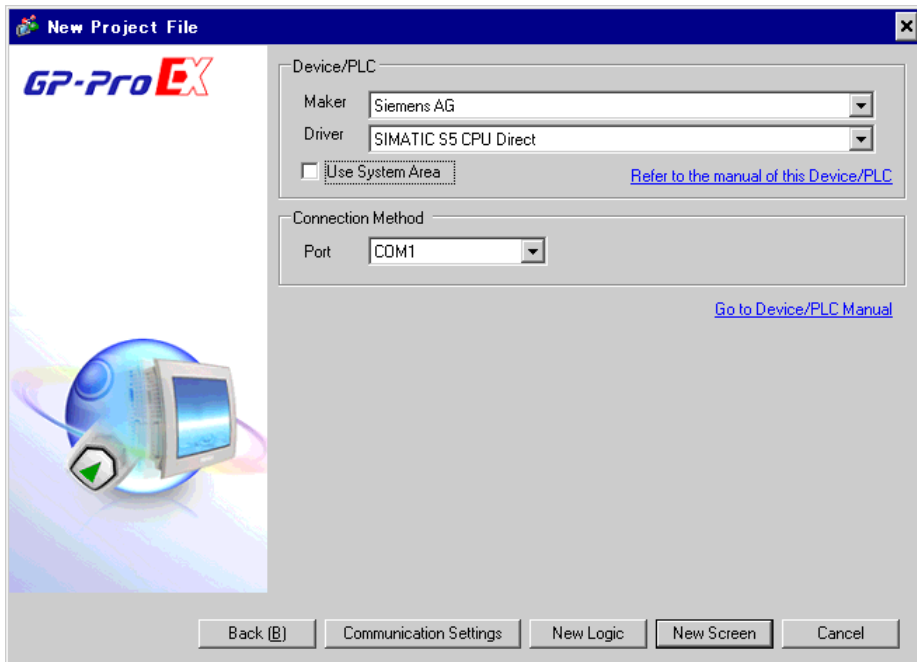 New Project File
GP-Pro EX
Device/PLC
Maker Siemens AG
Driver SIMATIC S5 CPU Direct
Use System Area Refer to the manual of this Device/PLC
Connection Method
Port COM1
Go to Device/PLC Manual
Back (B) Communication Settings New Logic New Screen Cancel